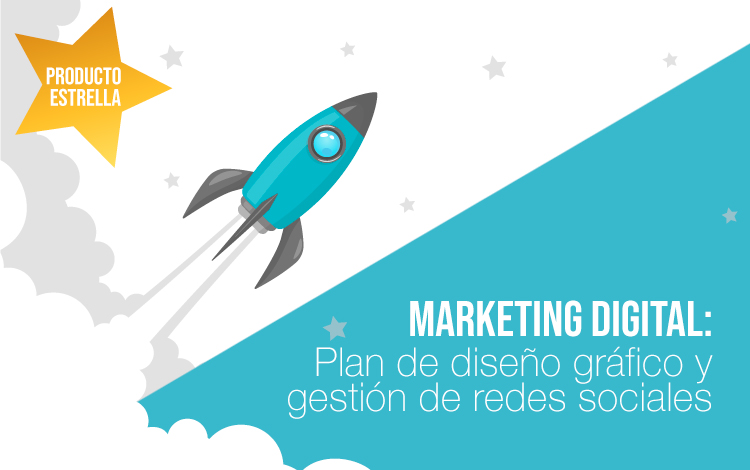 PRODUCTO
ESTRELLA
MARKETING DIGITAL:
Plan de diseño gráfico y
gestión de redes sociales